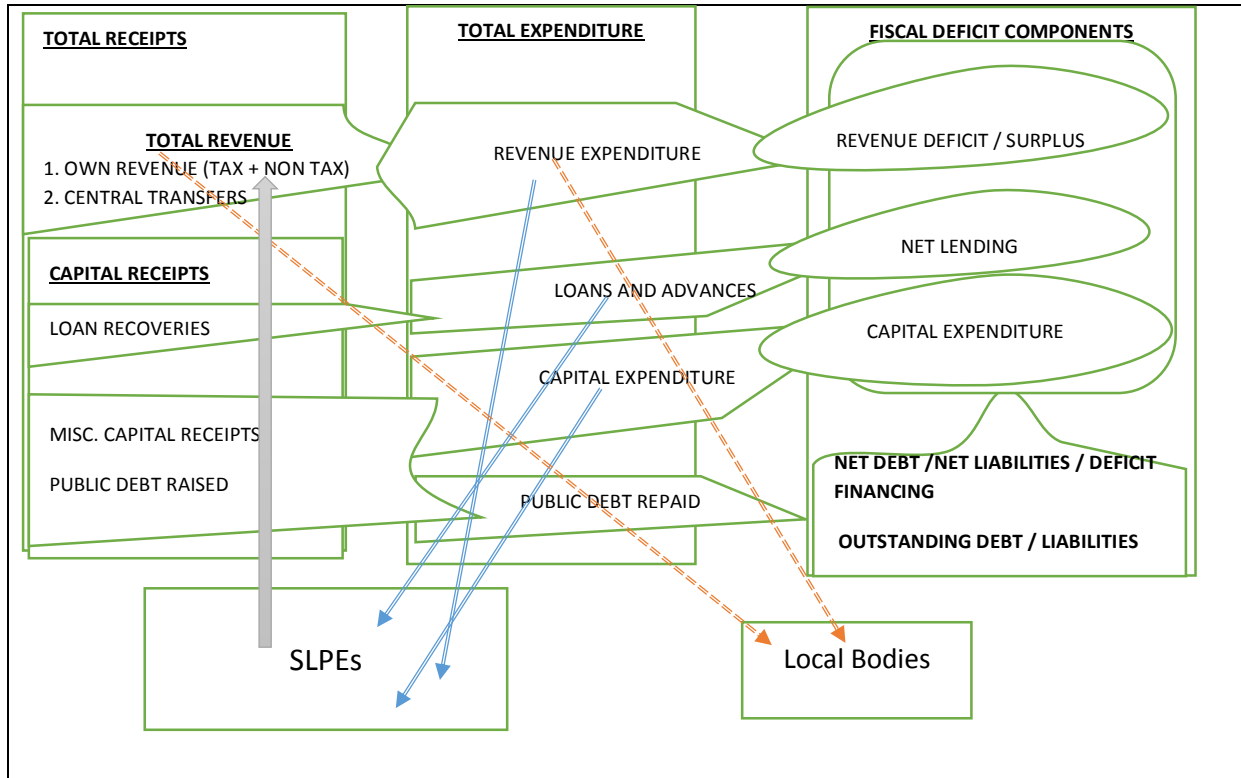 TOTAL RECEIPTS
TOTAL REVENUE
1. OWN REVENUE (TAX + NON TAX)
2. CENTRAL TRANSFERS
CAPITAL RECEIPTS
LOAN RECOVERIES
MISC. CAPITAL RECEIPTS
PUBLIC DEBT RAISED
TOTAL EXPENDITURE
REVENUE EXPENDITURE
LOANS AND ADVANCES
CAPITAL EXPENDITURE
PUBLIC DEBT REPAID
FISCAL DEFICIT COMPONENTS
REVENUE DEFICIT / SURPLUS
NET LENDING
CAPITAL EXPENDITURE
NET DEBT /NET LIABILITIES / DEFICIT
FINANCING
OUTSTANDING DEBT / LIABILITIES
SLPEs
Local Bodies